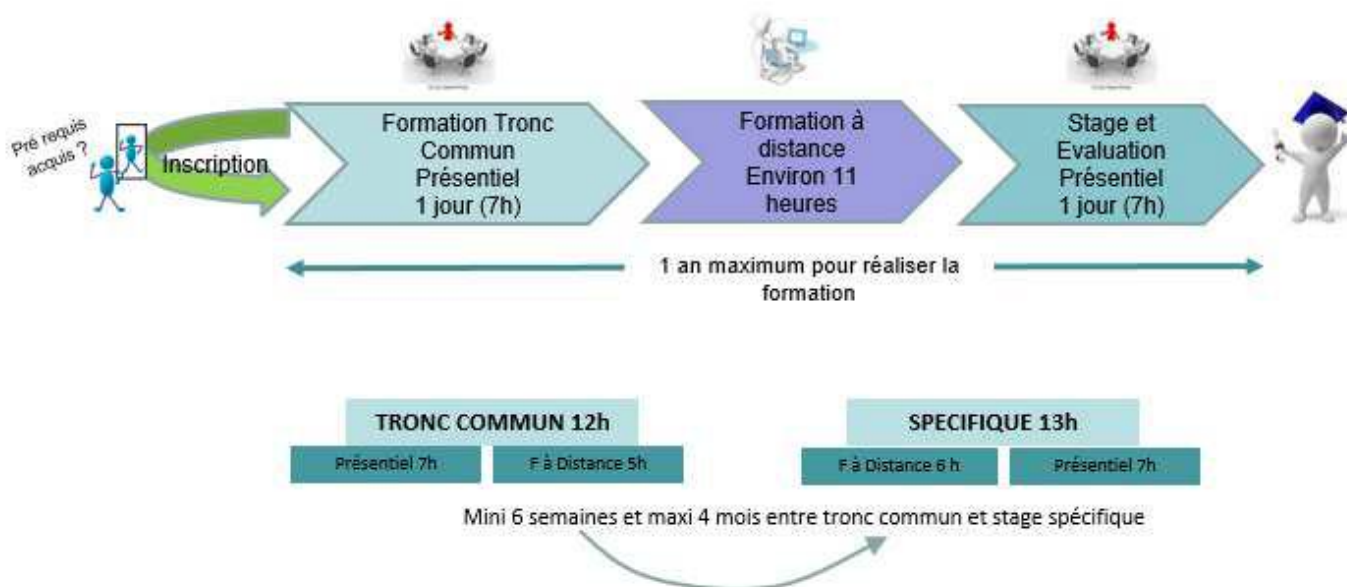 Pré requis
acquis ?
Inscription
Formation Tronc
Commun
Présentiel
1 jour (7h)
Formation à
distance
Environ 11
heures
Stage et
Evaluation
Présentiel
1 jour (7h)
1 an maximum pour réaliser la
formation
TRONC COMMUN 12h
Présentiel 7h
F à Distance 5h
SPECIFIQUE 13h
F à Distance 6 h
Présentiel 7h
Mini 6 semaines et maxi 4 mois entre tronc commun et stage spécifique